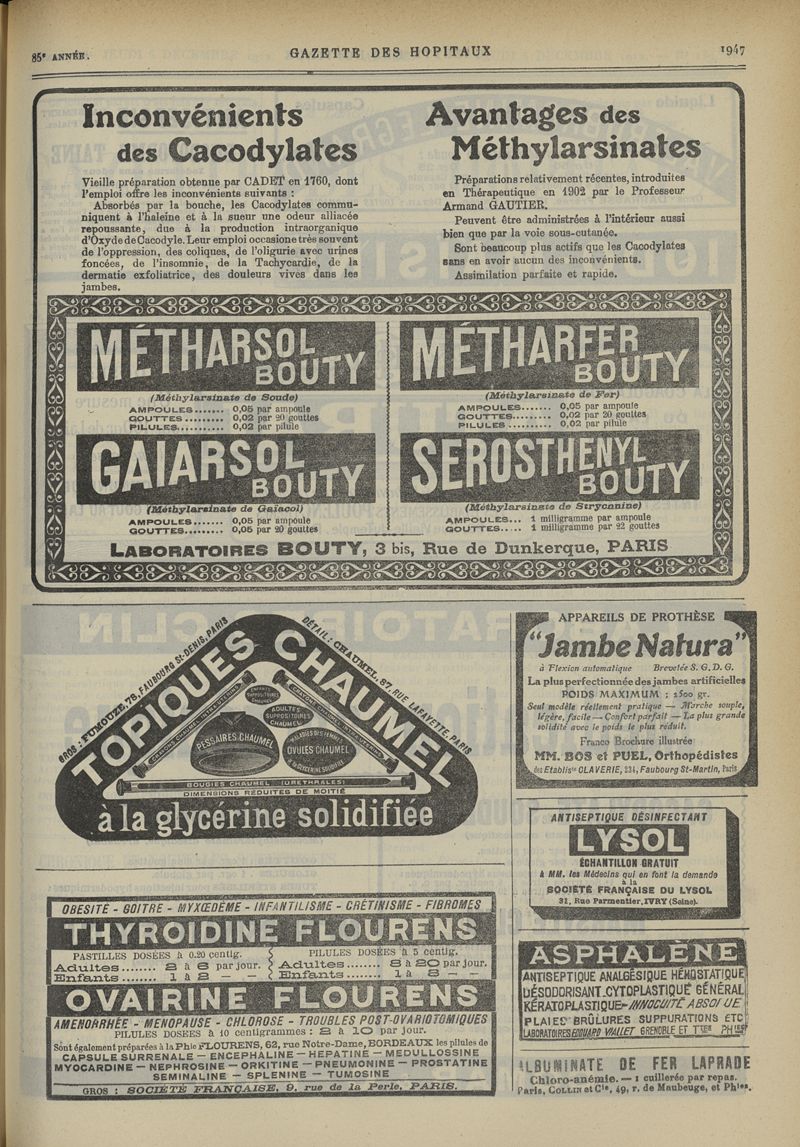 85e ANNÉE.
GAZETTE DES HOPITAUX
1947
Inconvénients
des Cacodylates
Vieille préparation obtenue par CADET en 1760, dont
l'emploi offre les inconvénients suivants :
Absorbés par la bouche, les Cacodylates commu-
niquent à l'haleine et à la sueur une odeur alliacée
repoussante, due à la production intraorganique
d'Oxyde de Cacodyle. Leur emploi occasione très souvent
de l'oppression, des coliques, de l'oligurie avec urines
foncées, de l'insomnie, de la Tachycardie, de la
dermatie exfoliatrice, des douleurs vives dans les
jambes.
Avantages des
Méthylarsinates
Préparations relativement récentes, introduites
en Thérapeutique en 1902 par le Professeur
Armand GAUTIER.
Peuvent être administrées à l'intérieur aussi
bien que par la voie sous-cutanée.
Sont beaucoup plus actifs que les Cacodylates
sans en avoir aucun des inconvénients.
Assimilation parfaite et rapide.
MÉTHARSOL
BOUTY
(Méthylarsinate de Soude)
AMPOULES....... 0,05 par ampoule
GOUTTES......... 0,02 par 20 gouttes
PILULES........... 0,02 par pilule
MÉTHARFER
BOUTY
(Méthylarsinate de Fer)
AMPOULES....... 0,05 par ampoule
GOUTTES......... 0,02 par 20 gouttes
PILULES.......... 0,02 par pilule
GAIARSOL
BOUTY
(Méthylarsinate de Gaïacol)
AMPOULES....... 0,05 par ampoule
GOUTTES......... 0,05 par 20 gouttes
SEROSTHENYL
BOUTY
(Méthylarsinate de Strycnnine)
AMPOULES... 1 milligramme par ampoule
GOUTTES..... 1 milligramme par 22 gouttes
LABORATOIRES BOUTY, 3 bis, Rue de Dunkerque, PARIS
GROS : FUMOUZE, 78, FAUBOURG St-DENIS, PARIS
DÉTAIL : CHAUMEL, 87, RUE LAFAYETTE, PARIS
TOPIQUES CHAUMEL
ENFANTS
SUPPOSITOIRES
CHAUMEL
ADULTES
SUPPOSITOIRES
CHAUMEL
PESSAIRES CHAUMEL
MALADIES DES FEMMES
OVULES CHAUMEL
à la GLYCÉRINE SOLIDIFIÉE
BOUGIES CHAUMEL (URETHRALES)
DIMENSIONS RÉDUITES DE MOITIÉ
à la glycérine solidifiée
APPAREILS DE PROTHÈSE
"Jambe Natura"
à Flexion automatique Brevetée S. G. D. G.
La plus perfectionnée des jambes artificielles
POIDS MAXIMUM : 1500 gr.
Seul modèle réellement pratique — Marche souple,
légère, facile — Confort parfait — La plus grande
solidité avec le poids le plus réduit.
Franco Brochure illustrée
MM. BOS et PUEL, Orthopédistes
des Etablts CLAVERIE, 234, Faubourg St-Martin, Paris
ANTISEPTIQUE DÉSINFECTANT
LYSOL
ÉCHANTILLON GRATUIT
à MM. les Médecins qui en font la demande
à la
SOCIÉTÉ FRANÇAISE DU LYSOL
31, Rue Parmentier, IVRY (Seine).
OBESITÉ - GOITRE - MYXŒDÈME - INFANTILISME - CRÉTINISME - FIBROMES
THYROIDINE FLOURENS
PASTILLES DOSÉES à 0.20 centig.
Adultes........ 2 à 6 par jour.
Enfants........ 1 à 2 — —
PILULES DOSÉES à 5 centig.
Adultes........ 8 à 20 par jour.
Enfants........ 1 à 8 — —
OVAIRINE FLOURENS
AMENORRHÉE - MENOPAUSE - CHLOROSE - TROUBLES POST-OVARIOTOMIQUES
PILULES DOSEES à 10 centigrammes : 2 à 10 par jour.
Sont également préparées à la Phie FLOURENS, 62, rue Notre-Dame, BORDEAUX les pilules de
CAPSULE SURRENALE — ENCEPHALINE — HEPATINE — MEDULLOSSINE
MYOCARDINE — NEPHROSINE — ORKITINE — PNEUMONINE — PROSTATINE
SEMINALINE — SPLENINE — TUMOSINE
GROS : SOCIÉTÉ FRANÇAISE, 9, rue de la Perle, PARIS.
ASPHALÈNE
ANTISEPTIQUE ANALGÉSIQUE HÉMOSTATIQUE
DÉSODORISANT.CYTOPLASTIQUE GÉNÉRAL
KÉRATOPLASTIQUE - INNOCUITÉ ABSOLUE
PLAIES BRÛLURES SUPPURATIONS ETC
LABORATOIRES EDOUARD VIALLET GRENOBLE ET TTES PHIES
ALBUMINATE DE FER LAPRADE
Chloro-anémie. — 1 cuillerée par repas.
Paris, COLLIN et Cie, 49, r. de Maubeuge, et Phies.